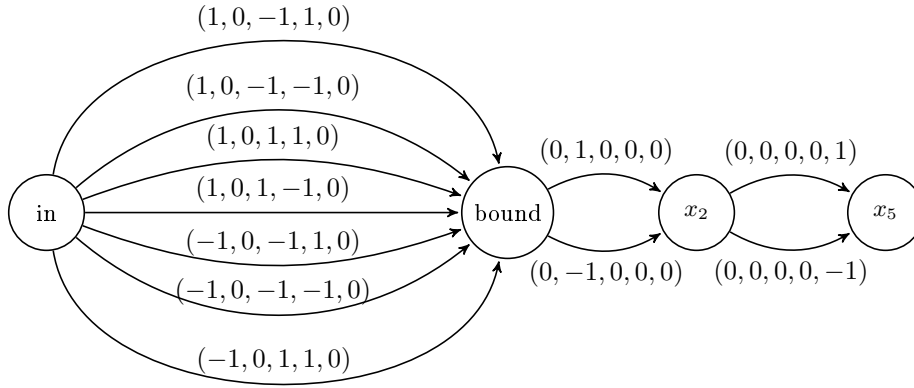 (1, 0, −1, 1, 0)
(1, 0, −1, −1, 0)
(1, 0, 1, 1, 0)
(1, 0, 1, −1, 0)
(−1, 0, −1, 1, 0)
(−1, 0, −1, −1, 0)
(−1, 0, 1, 1, 0)
in
bound
(0, 1, 0, 0, 0)
(0, −1, 0, 0, 0)
x₂
(0, 0, 0, 0, 1)
(0, 0, 0, 0, −1)
x₅